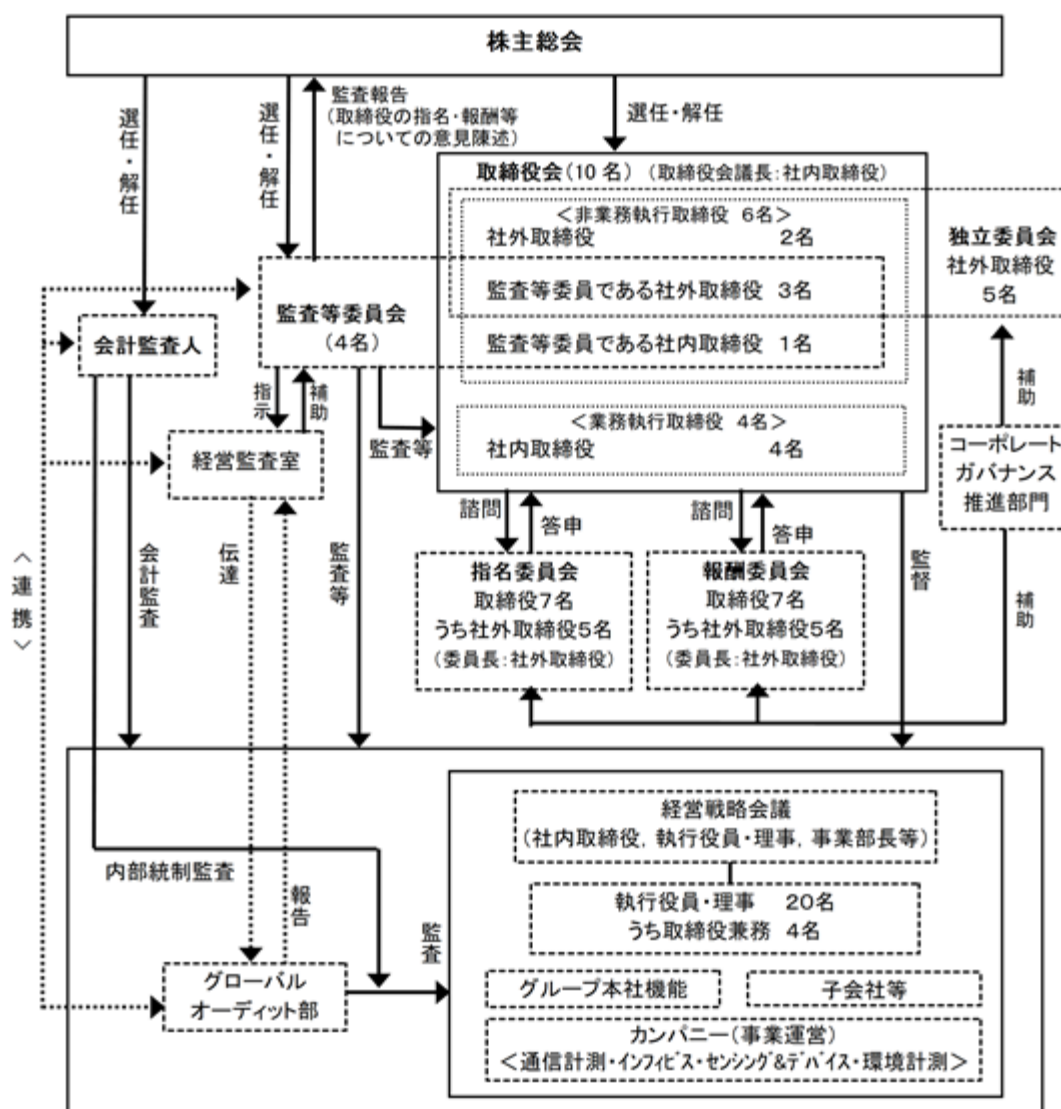 株主総会
選任・解任
選任・解任
監査報告
(取締役の指名・報酬等
についての意見陳述)
選任・解任
取締役会(10名) (取締役会議長:社内取締役)
<非業務執行取締役 6名>
社外取締役 2名
監査等委員である社外取締役 3名
監査等委員である社内取締役 1名
独立委員会
社外取締役
5名
監査等委員会
(4名)
会計監査人
指示
補助
監査等
<業務執行取締役 4名>
社内取締役 4名
経営監査室
補助
コーポレート
ガバナンス
推進部門
諮問
答申
諮問
答申
指名委員会
取締役7名
うち社外取締役5名
(委員長:社外取締役)
報酬委員会
取締役7名
うち社外取締役5名
(委員長:社外取締役)
監督
補助
<連携>
会計監査
伝達
監査等
経営戦略会議
(社内取締役, 執行役員・理事, 事業部長等)
執行役員・理事 20名
うち取締役兼務 4名
内部統制監査
報告
監査
グローバル
オーディット部
グループ本社機能
子会社等
カンパニー(事業運営)
<通信計測・インフィビス・センシング&デバイス・環境計測>